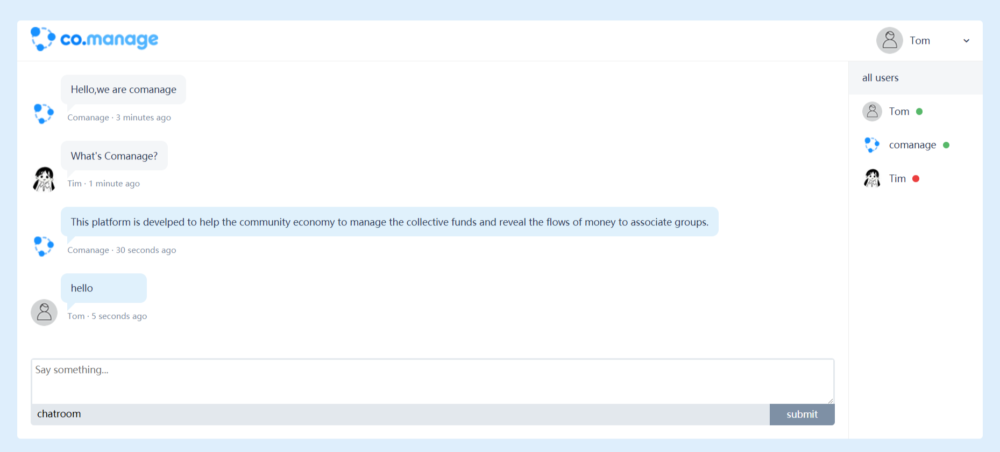 co.manage
Tom
Hello,we are comanage
Comanage · 3 minutes ago
What's Comanage?
Tim · 1 minute ago
This platform is develped to help the community economy to manage the collective funds and reveal the flows of money to associate groups.
Comanage · 30 seconds ago
hello
Tom · 5 seconds ago
Say something...
chatroom
submit
all users
Tom
comanage
Tim